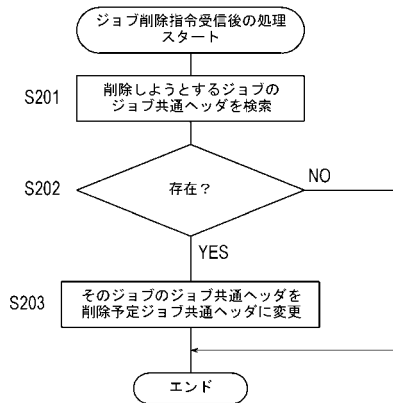 ジョブ削除指令受信後の処理
スタート
S201
削除しようとするジョブの
ジョブ共通ヘッダを検索
S202
存在?
NO
YES
S203
そのジョブのジョブ共通ヘッダを
削除予定ジョブ共通ヘッダに変更
エンド